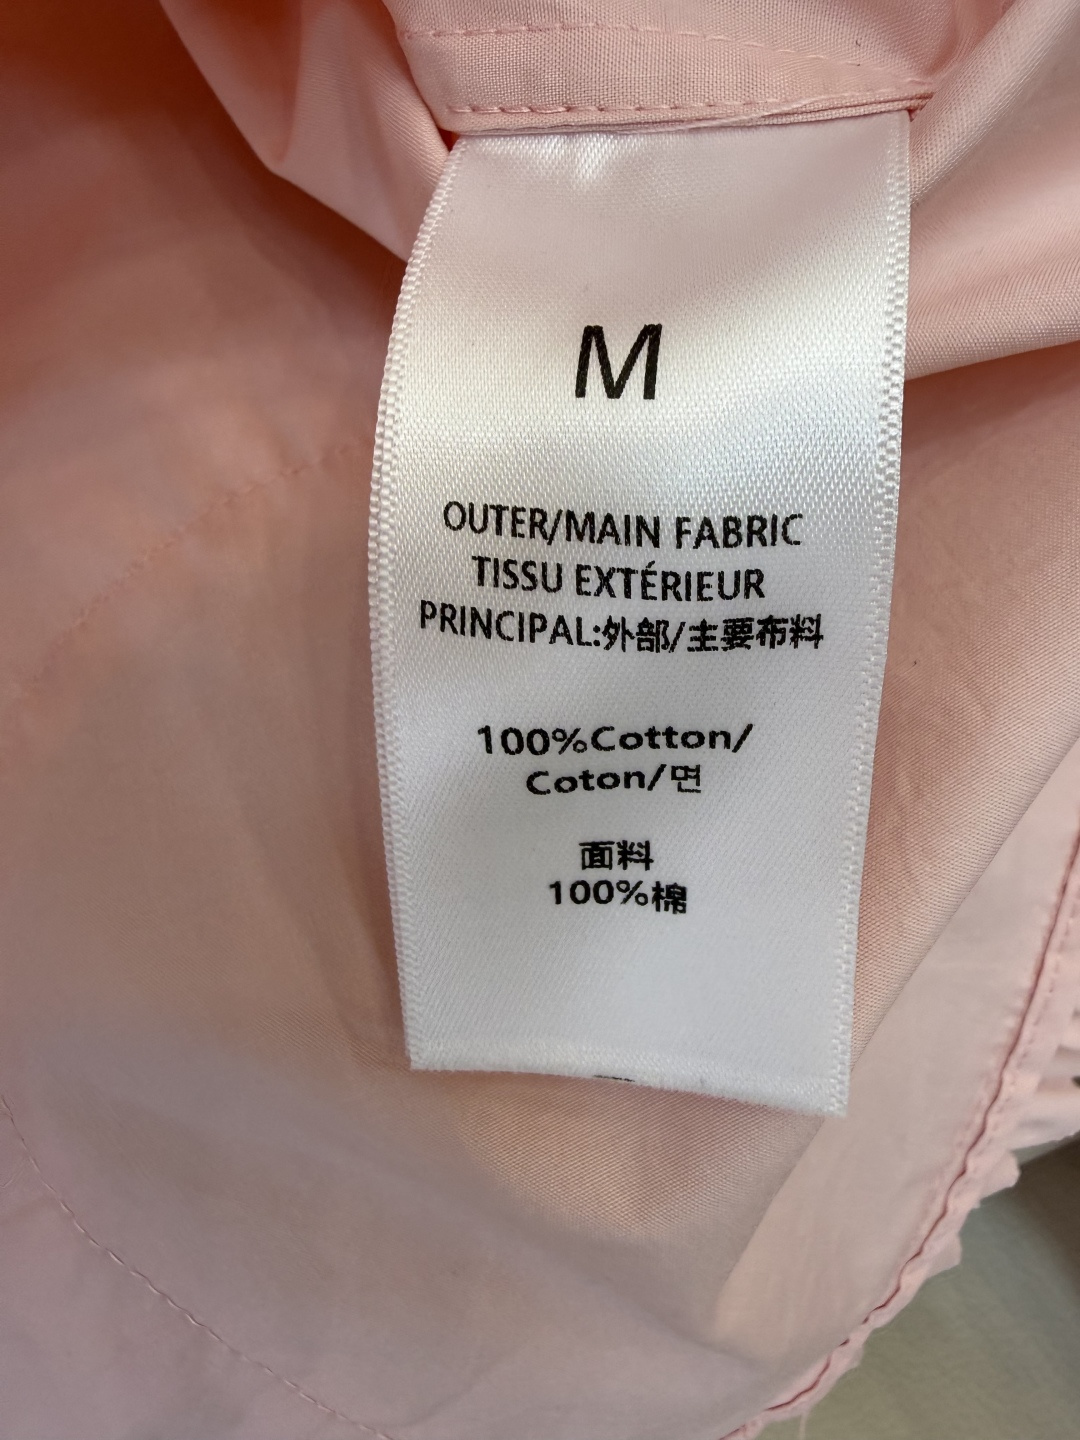 M
OUTER/MAIN FABRIC
TISSU EXTÉRIEUR
PRINCIPAL:外部/主要布料
100%Cotton/
Coton/면
面料
100%棉